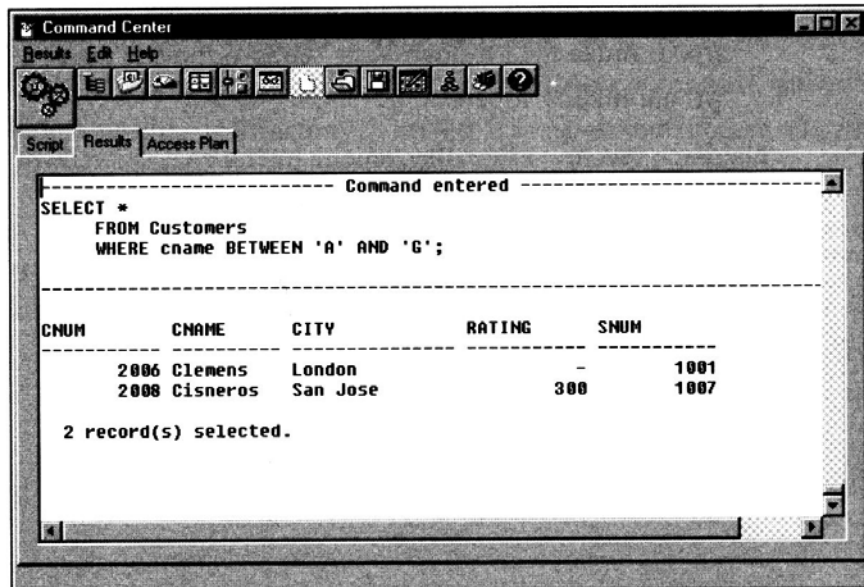 Command Center
Results Edit Help
Script Results Access Plan
------------------------------ Command entered ------------------------------
SELECT *
FROM Customers
WHERE cname BETWEEN 'A' AND 'G';
------------------------------------------------------------------------------
CNUM CNAME CITY RATING SNUM
----------- ---------- --------------- ----------- -----------
2006 Clemens London - 1001
2008 Cisneros San Jose 300 1007
2 record(s) selected.